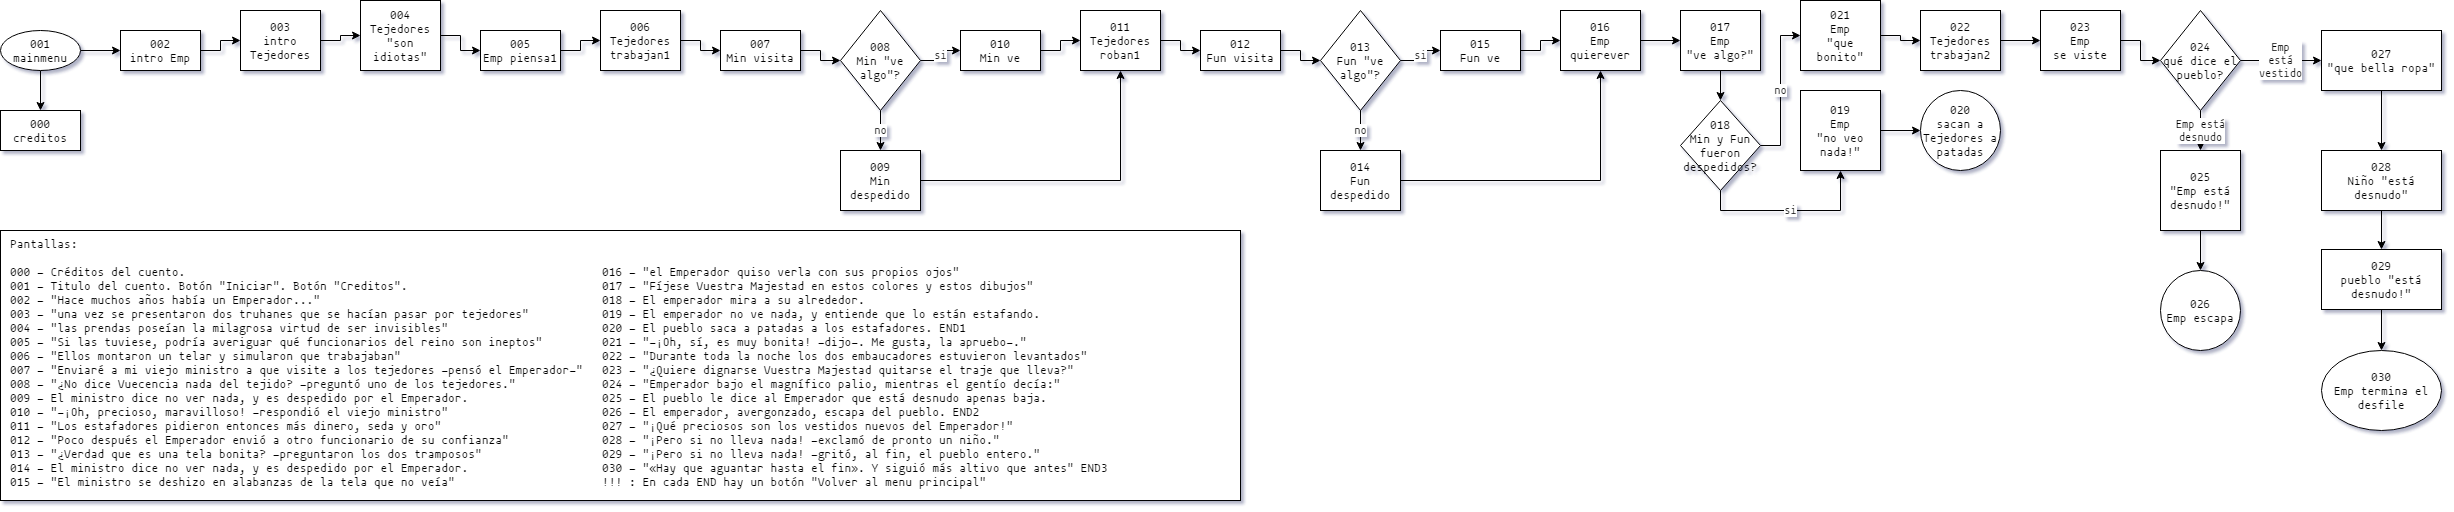 001
mainmenu
000
creditos
002
intro Emp
003
intro
Tejedores
004
Tejedores
"son
idiotas"
005
Emp piensa1
006
Tejedores
trabajan1
007
Min visita
008
Min "ve
algo"?
si
no
009
Min
despedido
010
Min ve
011
Tejedores
roban1
012
Fun visita
013
Fun "ve
algo"?
si
no
014
Fun
despedido
015
Fun ve
016
Emp
quierever
017
Emp
"ve algo?"
018
Min y Fun
fueron
despedidos?
no
si
019
Emp
"no veo
nada!"
020
sacan a
Tejedores a
patadas
021
Emp
"que
bonito"
022
Tejedores
trabajan2
023
Emp
se viste
024
qué dice el
pueblo?
Emp
está
vestido
Emp está
desnudo
025
"Emp está
desnudo!"
026
Emp escapa
027
"que bella ropa"
028
Niño "está
desnudo"
029
pueblo "está
desnudo!"
030
Emp termina el
desfile
Pantallas:
000 – Créditos del cuento.
001 – Titulo del cuento. Botón "Iniciar". Botón "Creditos".
002 – "Hace muchos años había un Emperador..."
003 – "una vez se presentaron dos truhanes que se hacían pasar por tejedores"
004 – "las prendas poseían la milagrosa virtud de ser invisibles"
005 – "Si las tuviese, podría averiguar qué funcionarios del reino son ineptos"
006 – "Ellos montaron un telar y simularon que trabajaban"
007 – "Enviaré a mi viejo ministro a que visite a los tejedores –pensó el Emperador–"
008 – "¿No dice Vuecencia nada del tejido? –preguntó uno de los tejedores."
009 – El ministro dice no ver nada, y es despedido por el Emperador.
010 – "–¡Oh, precioso, maravilloso! –respondió el viejo ministro"
011 – "Los estafadores pidieron entonces más dinero, seda y oro"
012 – "Poco después el Emperador envió a otro funcionario de su confianza"
013 – "¿Verdad que es una tela bonita? –preguntaron los dos tramposos"
014 – El ministro dice no ver nada, y es despedido por el Emperador.
015 – "El ministro se deshizo en alabanzas de la tela que no veía"
016 – "el Emperador quiso verla con sus propios ojos"
017 – "Fíjese Vuestra Majestad en estos colores y estos dibujos"
018 – El emperador mira a su alrededor.
019 – El emperador no ve nada, y entiende que lo están estafando.
020 – El pueblo saca a patadas a los estafadores. END1
021 – "–¡Oh, sí, es muy bonita! –dijo–. Me gusta, la apruebo–."
022 – "Durante toda la noche los dos embaucadores estuvieron levantados"
023 – "¿Quiere dignarse Vuestra Majestad quitarse el traje que lleva?"
024 – "Emperador bajo el magnífico palio, mientras el gentío decía:"
025 – El pueblo le dice al Emperador que está desnudo apenas baja.
026 – El emperador, avergonzado, escapa del pueblo. END2
027 – "¡Qué preciosos son los vestidos nuevos del Emperador!"
028 – "¡Pero si no lleva nada! –exclamó de pronto un niño."
029 – "¡Pero si no lleva nada! –gritó, al fin, el pueblo entero."
030 – "«Hay que aguantar hasta el fin». Y siguió más altivo que antes" END3
!!! : En cada END hay un botón "Volver al menu principal"